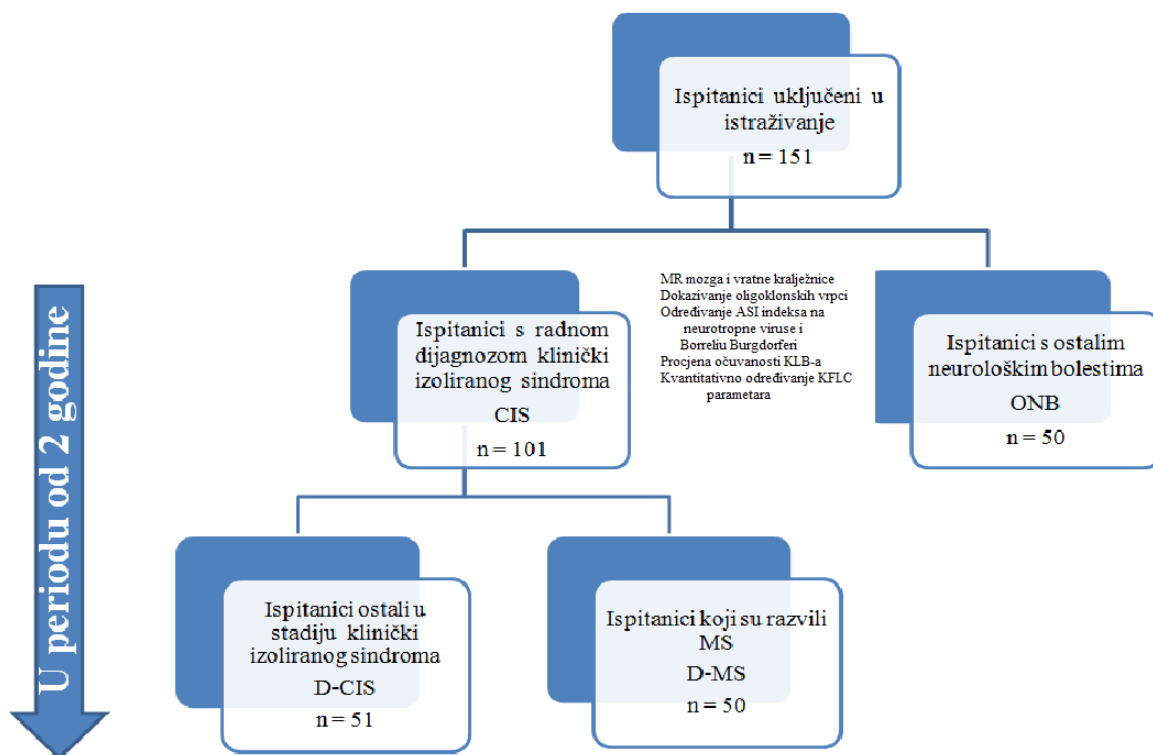 Ispitanici uključeni u
istraživanje
n = 151
Ispitanici s radnom
dijagnozom klinički
izoliranog sindroma
CIS
n = 101
MR mozga i vratne kralježnice
Dokazivanje oligoklonskih vrpci
Određivanje ASI indeksa na
neurotropne viruse i
Borreliu Burgdorferi
Procjena očuvanosti KLB-a
Kvantitativno određivanje KFLC
parametara
Ispitanici s ostalim
neurološkim bolestima
ONB
n = 50
U periodu od 2 godine
Ispitanici ostali u
stadiju klinički
izoliranog sindroma
D-CIS
n = 51
Ispitanici koji su razvili
MS
D-MS
n = 50